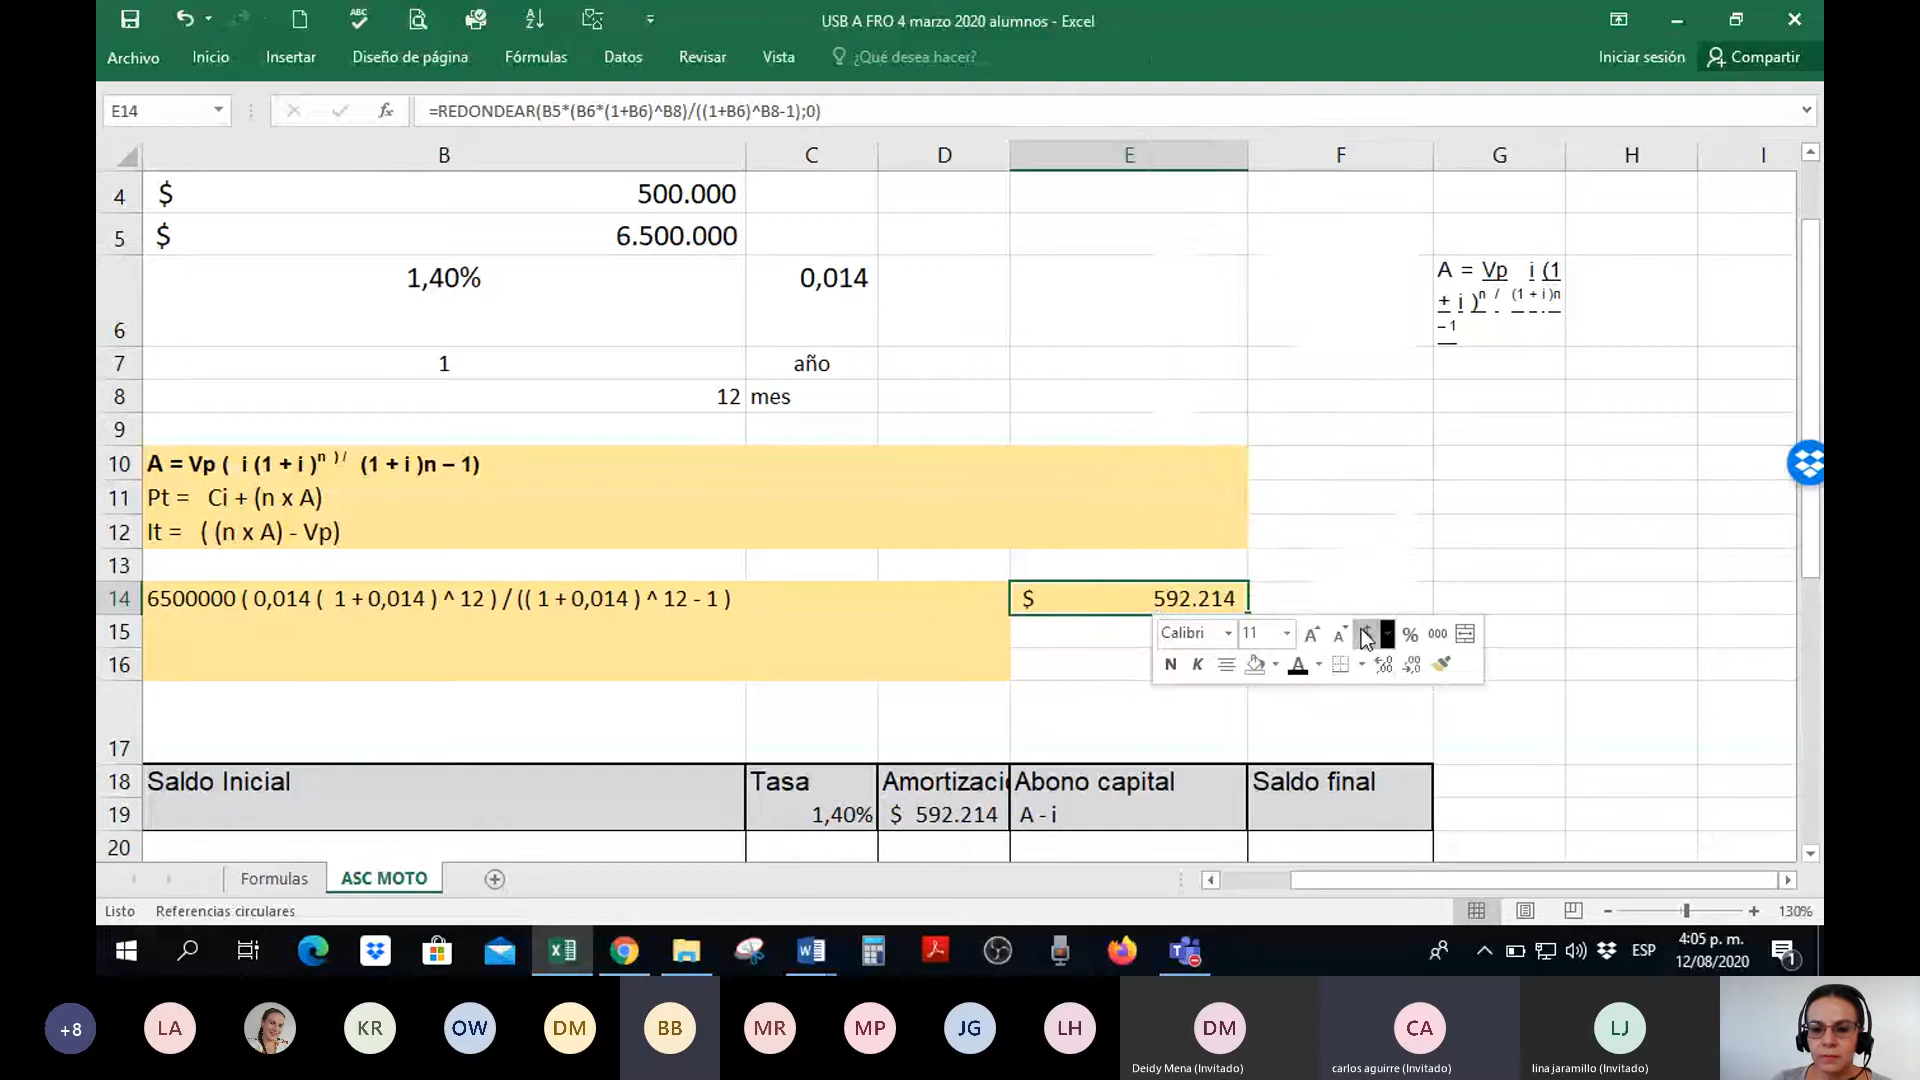 USB A FRO 4 marzo 2020 alumnos - Excel
Archivo Inicio Insertar Diseño de página Fórmulas Datos Revisar Vista ¿Qué desea hacer? Iniciar sesión Compartir
E14 fx =REDONDEAR(B5*(B6*(1+B6)^B8)/((1+B6)^B8-1);0)
B C D E F G H I
4 $ 500.000
5 $ 6.500.000
6 1,40% 0,014
A = Vp i (1
+ i )n / (1 + i )n
– 1
7 1 año
8 12 mes
9
10 A = Vp ( i (1 + i )n ) / (1 + i )n – 1)
11 Pt = Ci + (n x A)
12 It = ( (n x A) - Vp)
13
14 6500000 ( 0,014 ( 1 + 0,014 ) ^ 12 ) / (( 1 + 0,014 ) ^ 12 - 1 ) $ 592.214
15
Calibri 11 A A % 000
16
N K A
17
18 Saldo Inicial Tasa Amortizaci Abono capital Saldo final
19 1,40% $ 592.214 A - i
20
Formulas ASC MOTO
Listo Referencias circulares 130%
ESP 4:05 p. m.
12/08/2020 1
+8 LA KR OW DM BB MR MP JG LH DM CA LJ
Deidy Mena (Invitado) carlos aguirre (Invitado) lina jaramillo (Invitado)